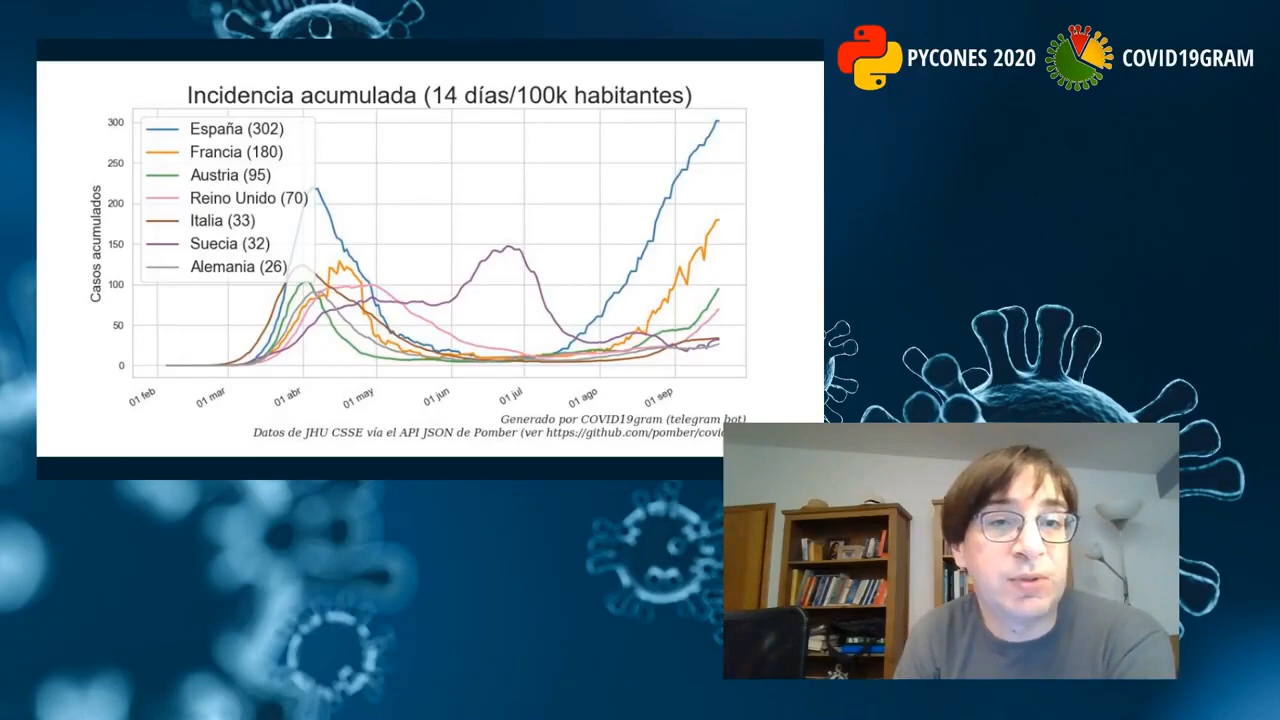 PYCONES 2020
COVID19GRAM
Incidencia acumulada (14 días/100k habitantes)
Casos acumulados
300
250
200
150
100
50
0
España (302)
Francia (180)
Austria (95)
Reino Unido (70)
Italia (33)
Suecia (32)
Alemania (26)
01 feb
01 mar
01 abr
01 may
01 jun
01 jul
01 ago
01 sep
Generado por COVID19gram (telegram bot)
Datos de JHU CSSE vía el API JSON de Pomber (ver https://github.com/pomber/covi